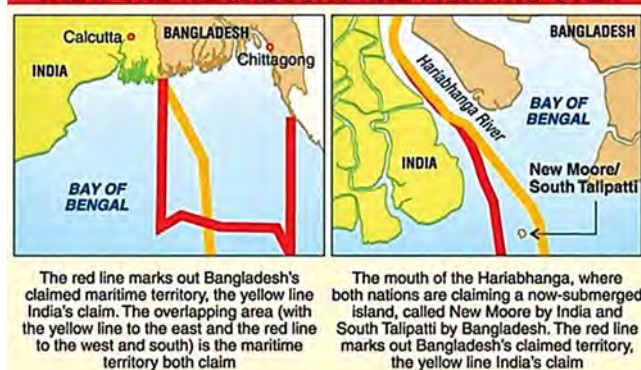 Calcutta
BANGLADESH
Chittagong
INDIA
BAY OF
BENGAL
BANGLADESH
Hariabhanga River
BAY OF
BENGAL
INDIA
New Moore/
South Talipatti
The red line marks out Bangladesh's
claimed maritime territory, the yellow line
India's claim. The overlapping area (with
the yellow line to the east and the red line
to the west and south) is the maritime
territory both claim
The mouth of the Hariabhanga, where
both nations are claiming a now-submerged
island, called New Moore by India and
South Talipatti by Bangladesh. The red line
marks out Bangladesh's claimed territory,
the yellow line India's claim